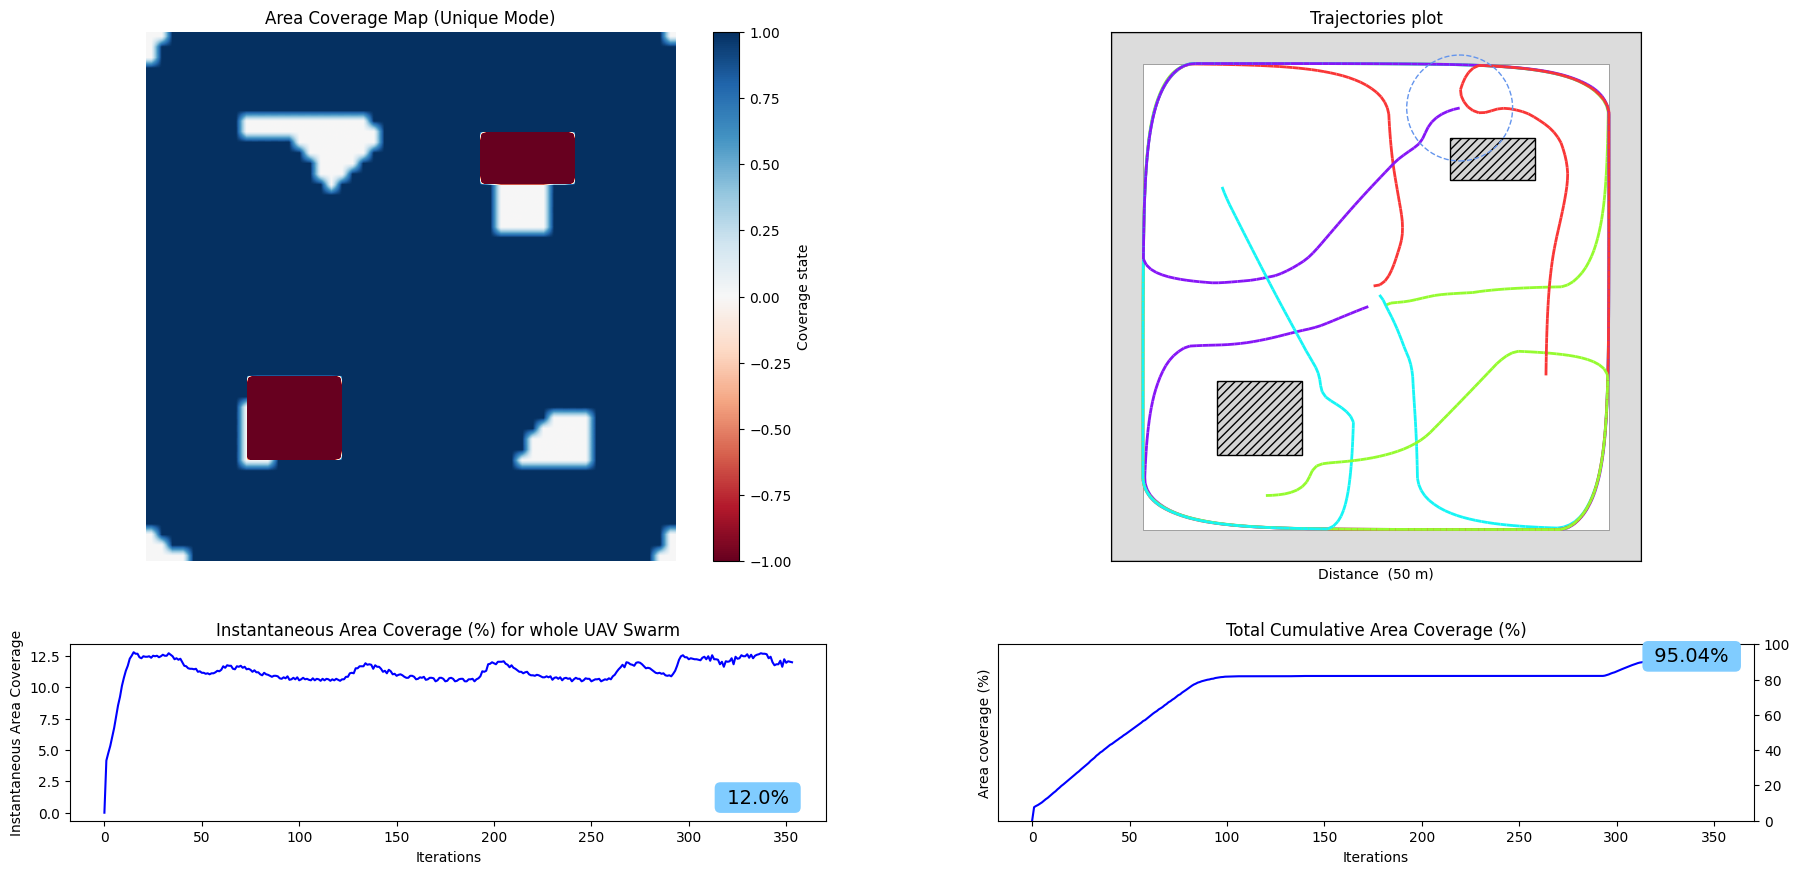 Area Coverage Map (Unique Mode)
1.00
0.75
0.50
0.25
0.00
−0.25
−0.50
−0.75
−1.00
Coverage state
Trajectories plot
Distance  (50 m)
Instantaneous Area Coverage (%) for whole UAV Swarm
Instantaneous Area Coverage
12.5
10.0
7.5
5.0
2.5
0.0
12.0%
0 50 100 150 200 250 300 350
Iterations
Total Cumulative Area Coverage (%)
Area coverage (%)
95.04%
100
80
60
40
20
0
0 50 100 150 200 250 300 350
Iterations